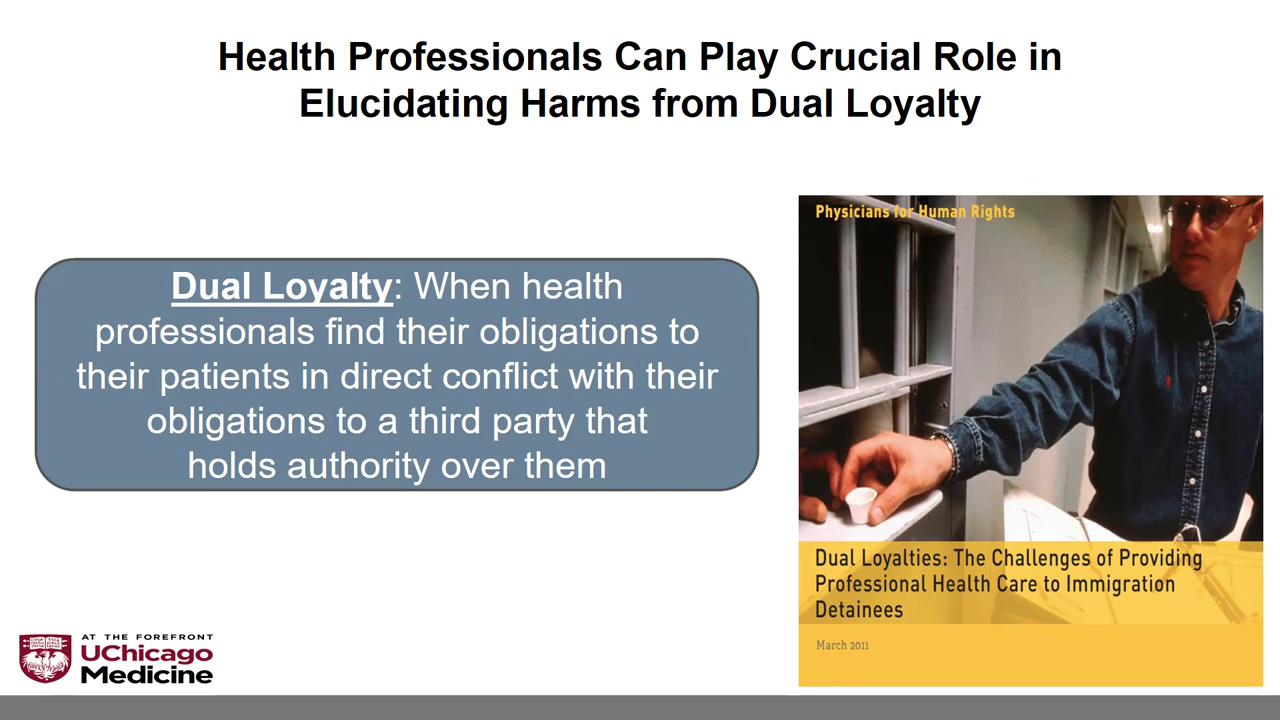 Health Professionals Can Play Crucial Role in
Elucidating Harms from Dual Loyalty
Dual Loyalty: When health
professionals find their obligations to
their patients in direct conflict with their
obligations to a third party that
holds authority over them
Physicians for Human Rights
Dual Loyalties: The Challenges of Providing
Professional Health Care to Immigration
Detainees
March 2011
AT THE FOREFRONT
UChicago
Medicine